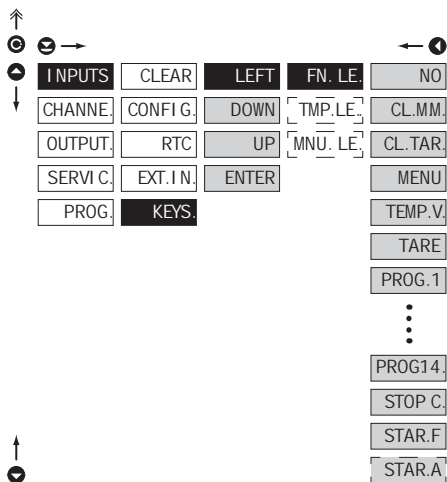 INPUTS CLEAR LEFT FN. LE. NO
CHANNE. CONFIG. DOWN TMP.LE. CL.MM.
OUTPUT. RTC UP MNU. LE. CL.TAR.
SERVIC. EXT.IN. ENTER MENU
PROG. KEYS. TEMP.V.
TARE
PROG.1
PROG14.
STOP C.
STAR.F
STAR.A